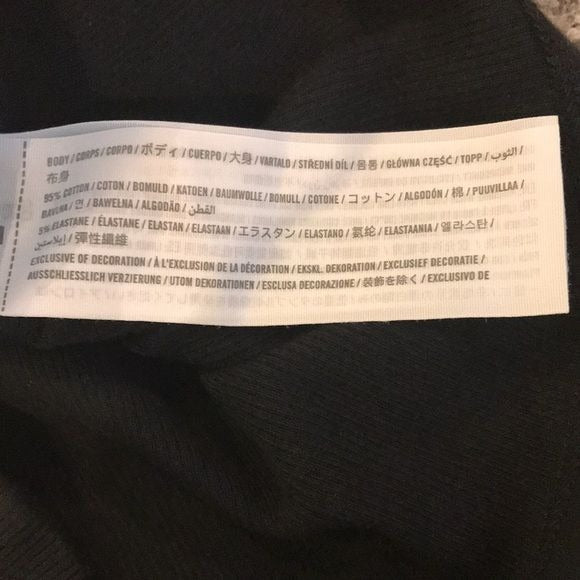 BODY / CORPS / CORPO / ボディ / CUERPO / 大身 / VARTALO / STŘEDNÍ DÍL / 몸통 / GŁÓWNA CZĘŚĆ / TOPP / الثوب /
布身
95% COTTON / COTON / BOMULD / KATOEN / BAUMWOLLE / BOMULL / COTONE / コットン / ALGODÓN / 棉 / PUUVILLAA /
BAVLNA / 면 / BAWEŁNA / ALGODÃO / القطن /
5% ELASTANE / ÉLASTANE / ELASTAN / ELASTAAN / エラスタン / ELASTANO / 氨纶 / ELASTAANIA / 엘라스탄 /
إيلاستين / 彈性纖維
EXCLUSIVE OF DECORATION / À L'EXCLUSION DE LA DÉCORATION / EKSKL. DEKORATION / EXCLUSIEF DECORATIE /
AUSSCHLIESSLICH VERZIERUNG / UTOM DEKORATIONEN / ESCLUSA DECORAZIONE / 装飾を除く / EXCLUSIVO DE